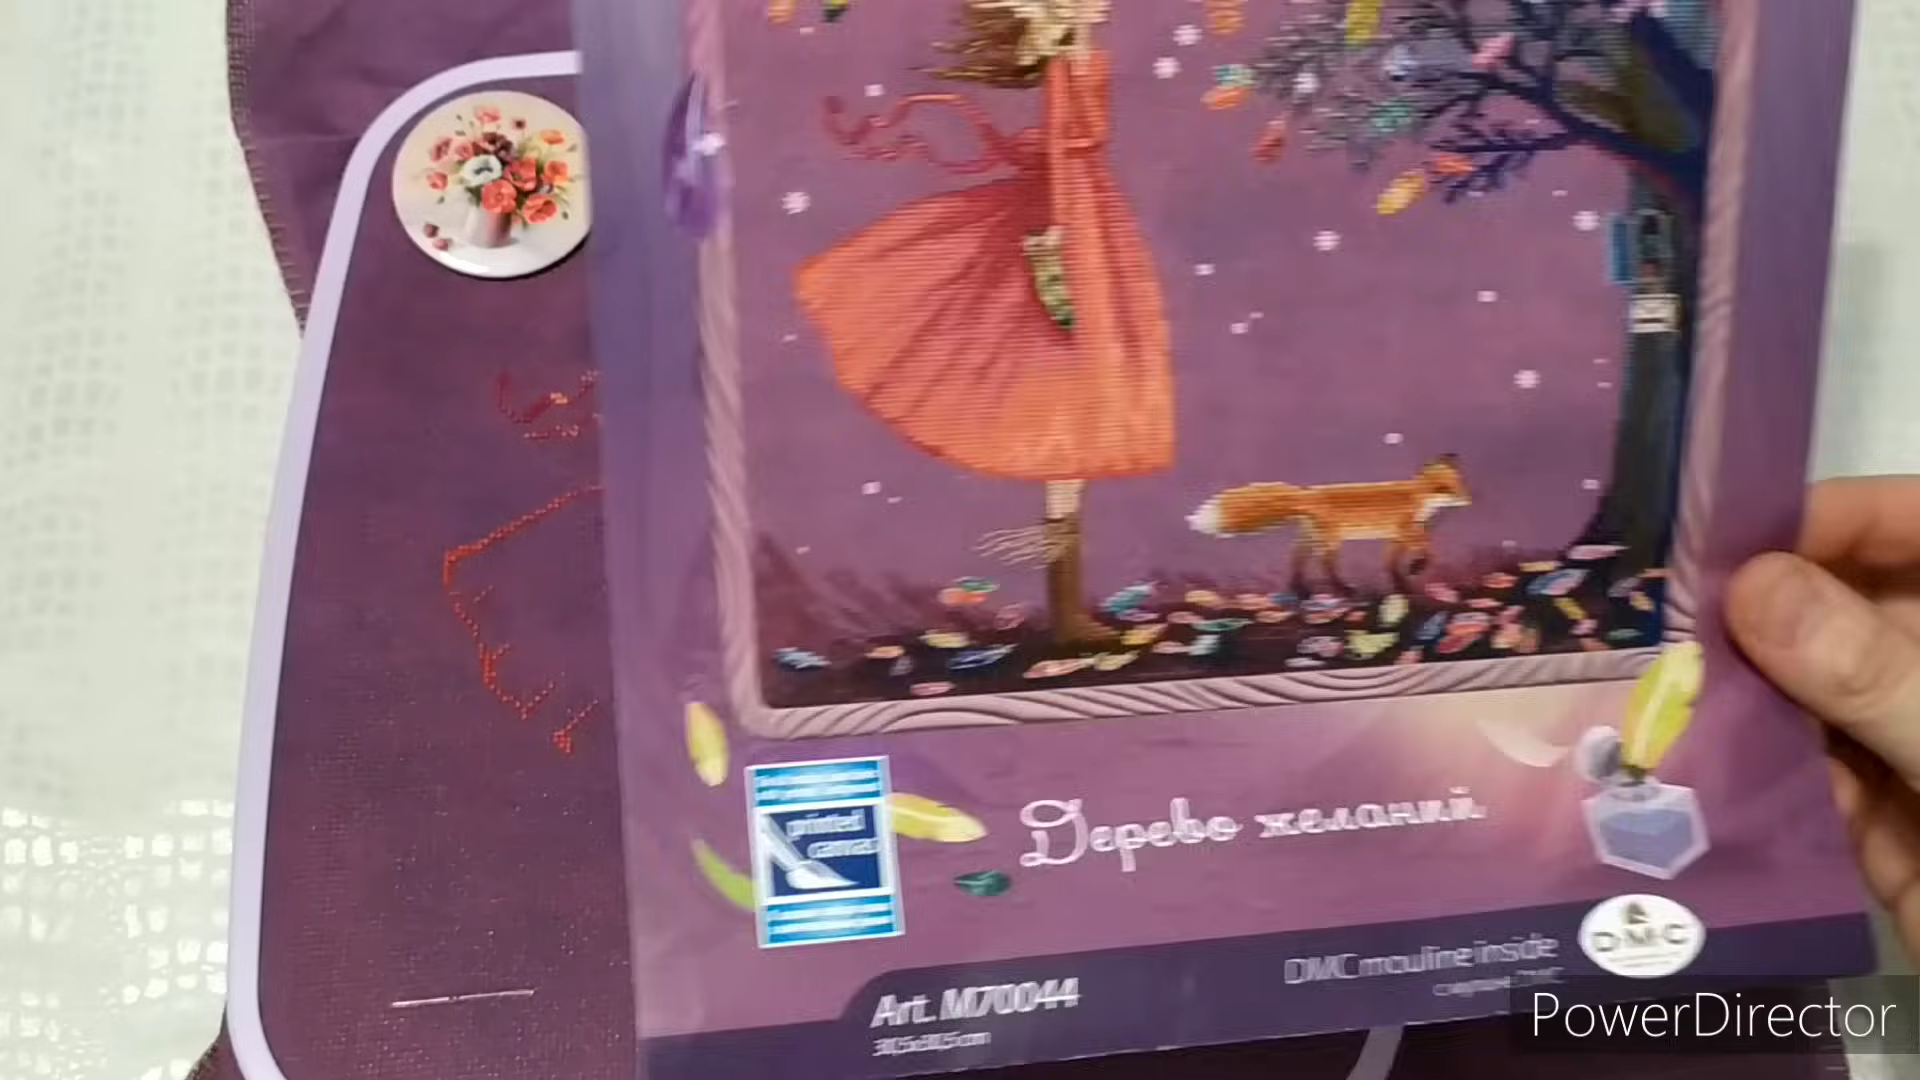 printed
canvas
Дерево желаний
DMC
DMC mouline inside
Art. M70044
PowerDirector